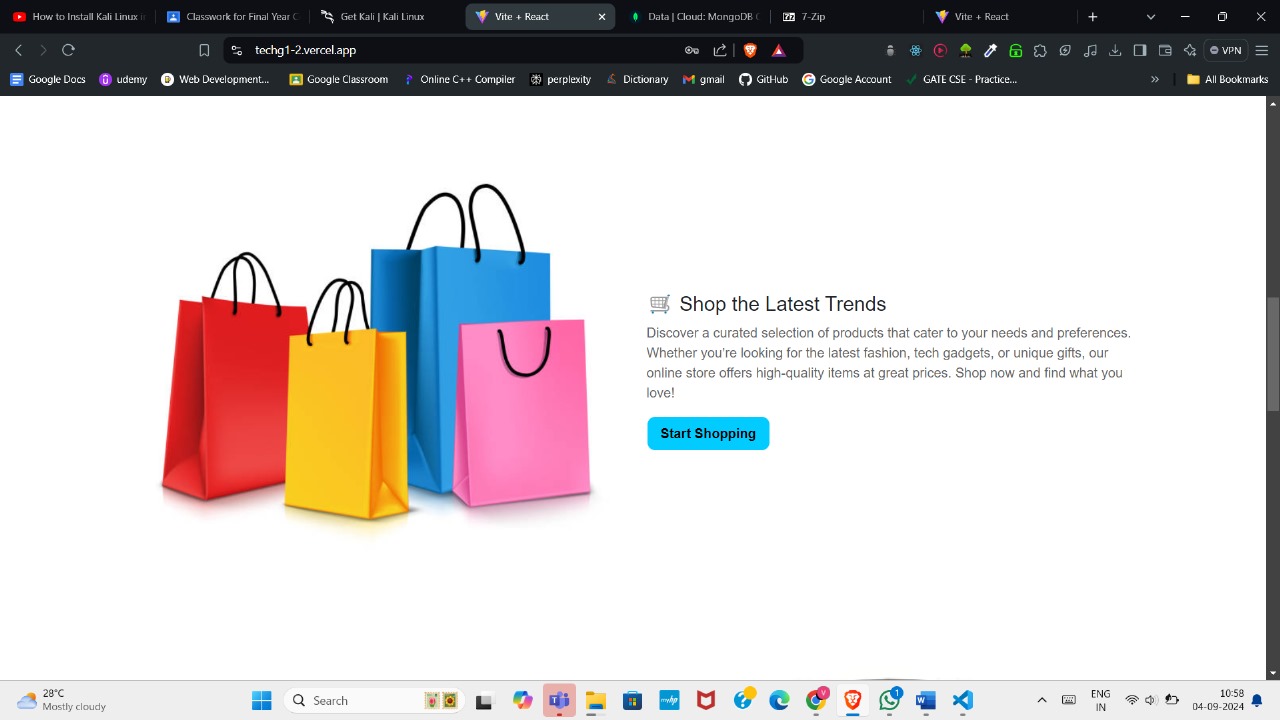 How to Install Kali Linux in
Classwork for Final Year C
Get Kali | Kali Linux
Vite + React
Data | Cloud: MongoDB C
7-Zip
Vite + React
techg1-2.vercel.app
VPN
Google Docs
udemy
Web Development...
Google Classroom
Online C++ Compiler
perplexity
Dictionary
gmail
GitHub
Google Account
GATE CSE - Practice...
All Bookmarks
Shop the Latest Trends
Discover a curated selection of products that cater to your needs and preferences.
Whether you're looking for the latest fashion, tech gadgets, or unique gifts, our
online store offers high-quality items at great prices. Shop now and find what you
love!
Start Shopping
28°C
Mostly cloudy
Search
ENG
IN
10:58
04-09-2024